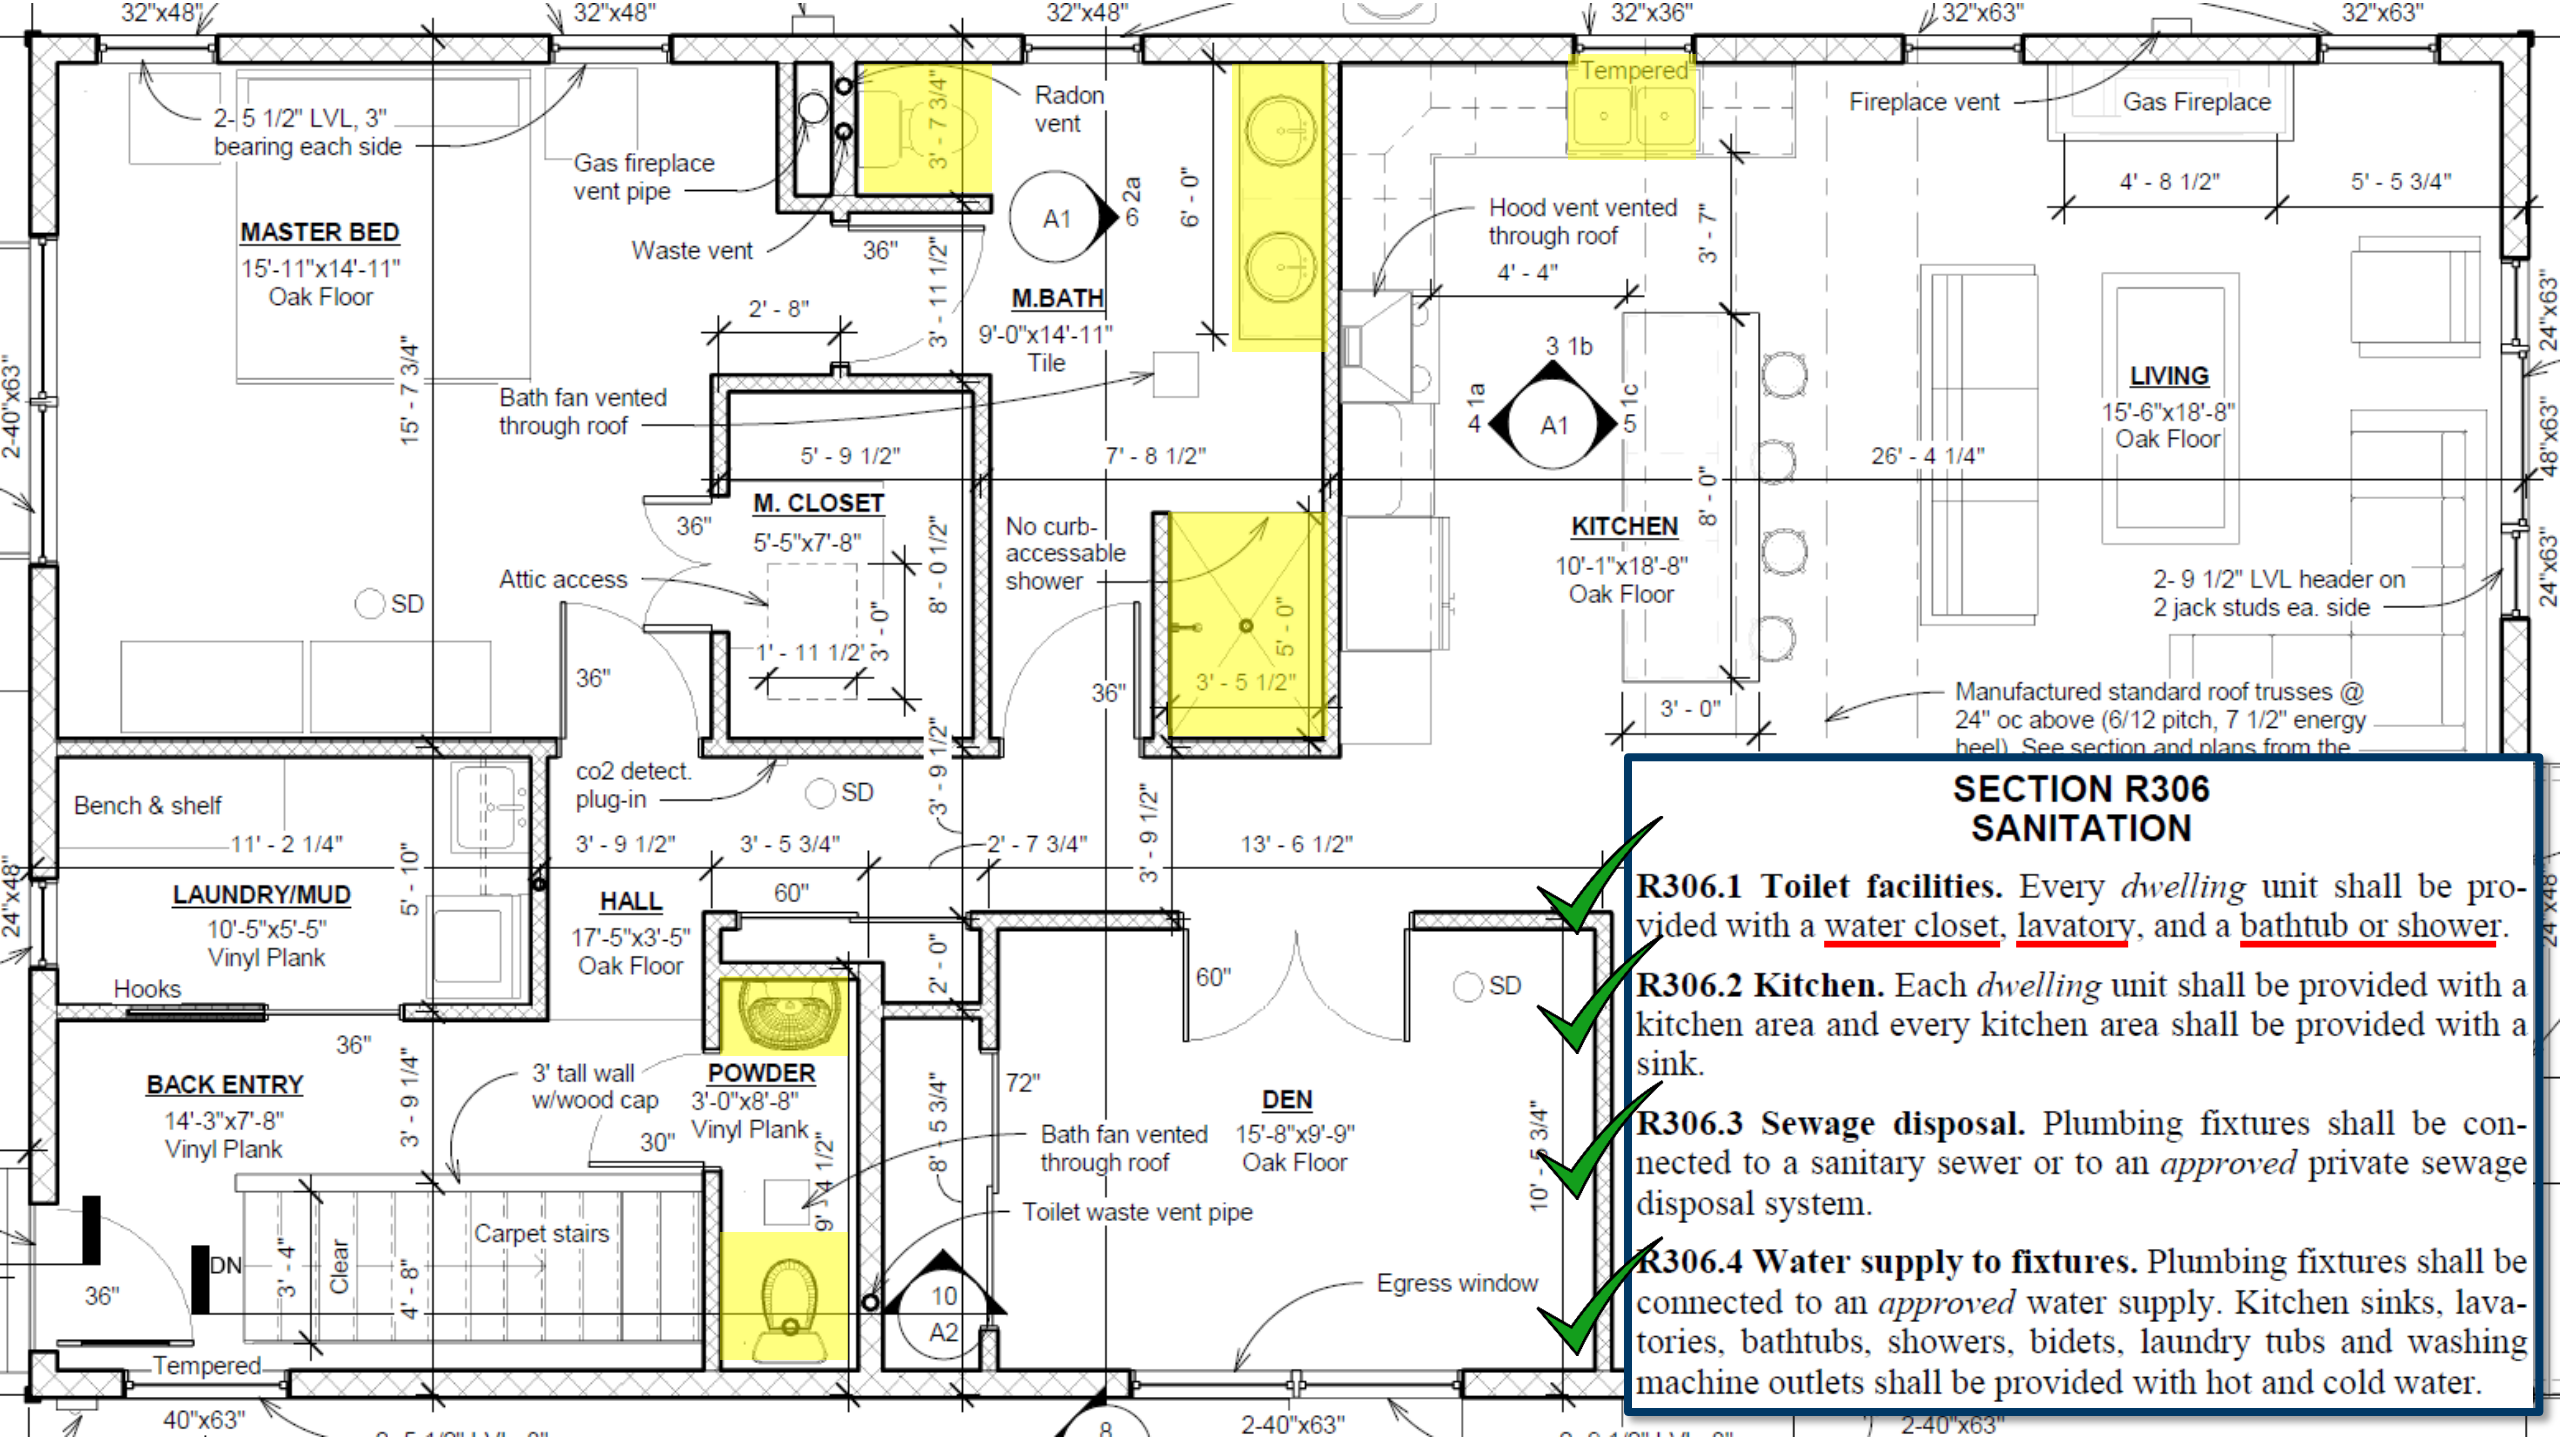 32"x48"
32"x48"
32"x48"
32"x36"
32"x63"
32"x63"
Tempered
2- 5 1/2" LVL, 3"
bearing each side
Gas fireplace
vent pipe
3' - 7 3/4"
Radon
vent
Fireplace vent
Gas Fireplace
4' - 8 1/2"
5' - 5 3/4"
MASTER BED
15'-11"x14'-11"
Oak Floor
Waste vent
36"
A1
2a
6
6' - 0"
Hood vent vented
through roof
4' - 4"
3' - 7"
2' - 8"
3' - 11 1/2"
M.BATH
9'-0"x14'-11"
Tile
24"x63"
2-40"x63"
15' - 7 3/4"
Bath fan vented
through roof
3 1b
1a
4
A1
1c
5
LIVING
15'-6"x18'-8"
Oak Floor
48"x63"
5' - 9 1/2"
7' - 8 1/2"
26' - 4 1/4"
M. CLOSET
5'-5"x7'-8"
36"
8' - 0 1/2"
No curb-
accessable
shower
KITCHEN
10'-1"x18'-8"
Oak Floor
8' - 0"
Attic access
SD
3' - 0"
1' - 11 1/2"
5' - 0"
3' - 5 1/2"
2- 9 1/2" LVL header on
2 jack studs ea. side
24"x63"
36"
36"
3' - 0"
Manufactured standard roof trusses @
24" oc above (6/12 pitch, 7 1/2" energy
heel). See section and plans from the
co2 detect.
plug-in
SD
3' - 9 1/2"
3' - 9 1/2"
Bench & shelf
11' - 2 1/4"
3' - 9 1/2"
3' - 5 3/4"
2' - 7 3/4"
13' - 6 1/2"
24"x48"
5' - 10"
LAUNDRY/MUD
10'-5"x5'-5"
Vinyl Plank
HALL
17'-5"x3'-5"
Oak Floor
60"
2' - 0"
60"
SD
Hooks
36"
3' - 9 1/4"
BACK ENTRY
14'-3"x7'-8"
Vinyl Plank
3' tall wall
w/wood cap
POWDER
3'-0"x8'-8"
Vinyl Plank
30"
9' - 4 1/2"
8' - 5 3/4"
72"
Bath fan vented
through roof
Toilet waste vent pipe
DEN
15'-8"x9'-9"
Oak Floor
10' - 5 3/4"
DN
36"
3' - 4"
Clear
4' - 8"
Carpet stairs
10
A2
Egress window
Tempered
40"x63"
8
2-40"x63"
2-40"x63"
SECTION R306
SANITATION
R306.1 Toilet facilities. Every dwelling unit shall be pro-
vided with a water closet, lavatory, and a bathtub or shower.
R306.2 Kitchen. Each dwelling unit shall be provided with a
kitchen area and every kitchen area shall be provided with a
sink.
R306.3 Sewage disposal. Plumbing fixtures shall be con-
nected to a sanitary sewer or to an approved private sewage
disposal system.
R306.4 Water supply to fixtures. Plumbing fixtures shall be
connected to an approved water supply. Kitchen sinks, lava-
tories, bathtubs, showers, bidets, laundry tubs and washing
machine outlets shall be provided with hot and cold water.